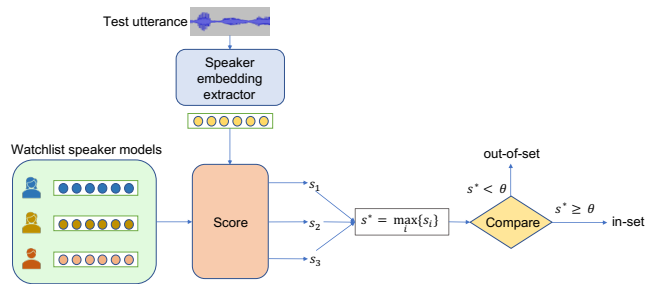 Test utterance
Speaker
embedding
extractor
Watchlist speaker models
Score
s₁
s₂
s₃
s* = max{sᵢ}
i
Compare
out-of-set
s* < θ
s* ≥ θ
in-set